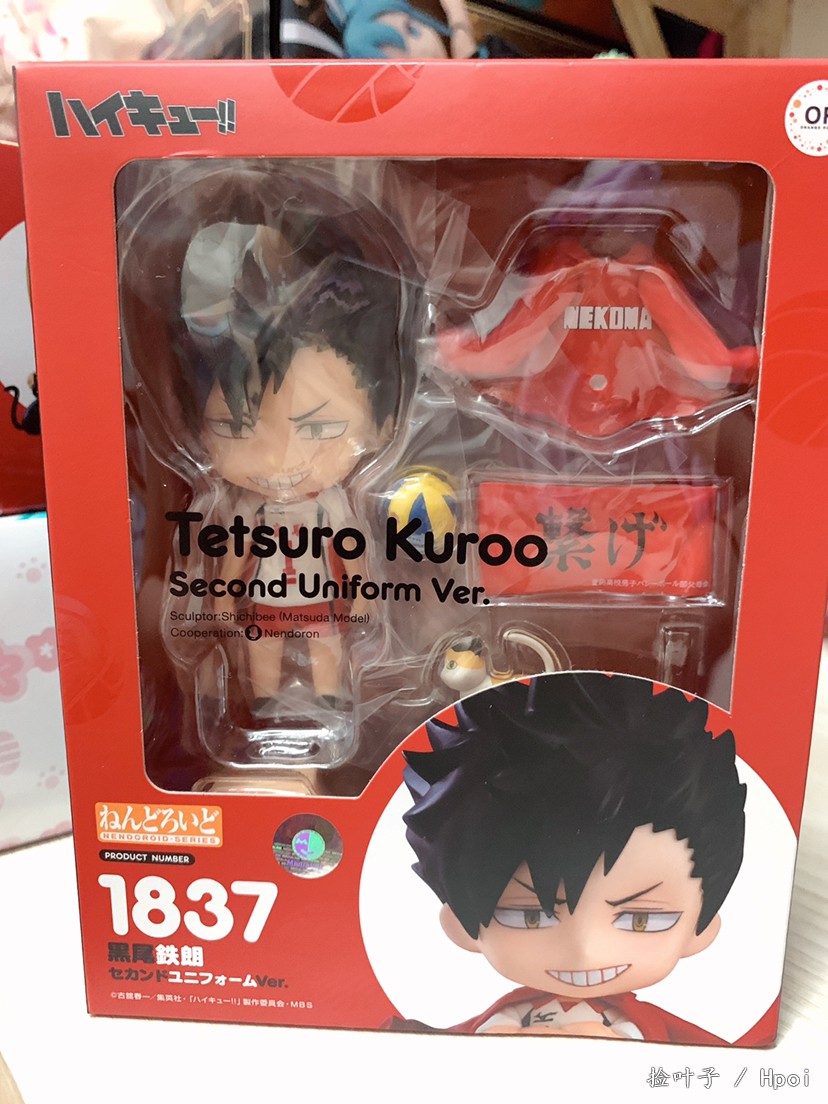 ハイキュー!!
NEKOMA
繋げ
Tetsuro Kuroo
Second Uniform Ver.
Sculptor:Shichibee (Matsuda Model)
Cooperation: Nendoron
ねんどろいど
NENDOROID-SERIES
PRODUCT NUMBER
1837
黒尾鉄朗
セカンドユニフォームVer.
©古舘春一／集英社・「ハイキュー!!」製作委員会・MBS
捡叶子 / Hpoi